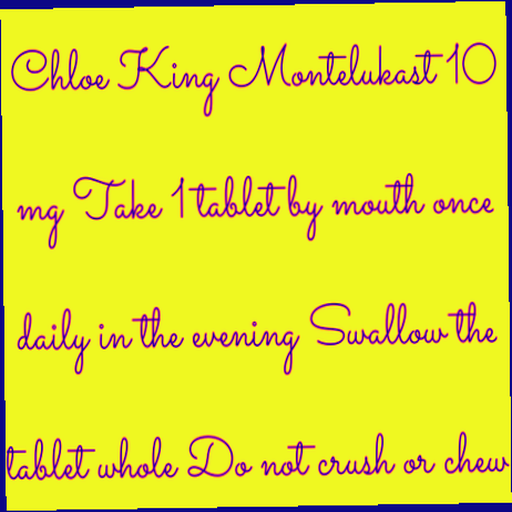 Chloe King Montelukast 10
mg Take 1 tablet by mouth once
daily in the evening Swallow the
tablet whole Do not crush or chew